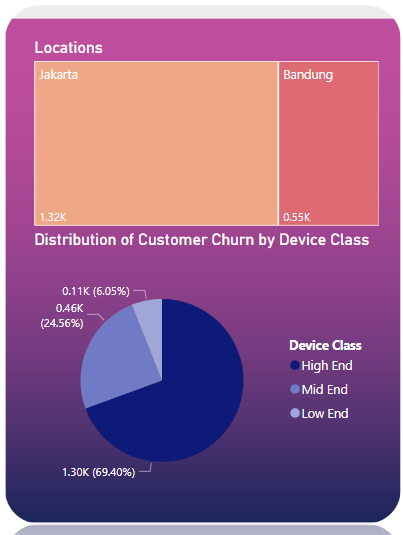 Locations
Jakarta
Bandung
1.32K
0.55K
Distribution of Customer Churn by Device Class
0.11K (6.05%)
0.46K
(24.56%)
Device Class
High End
Mid End
Low End
1.30K (69.40%)